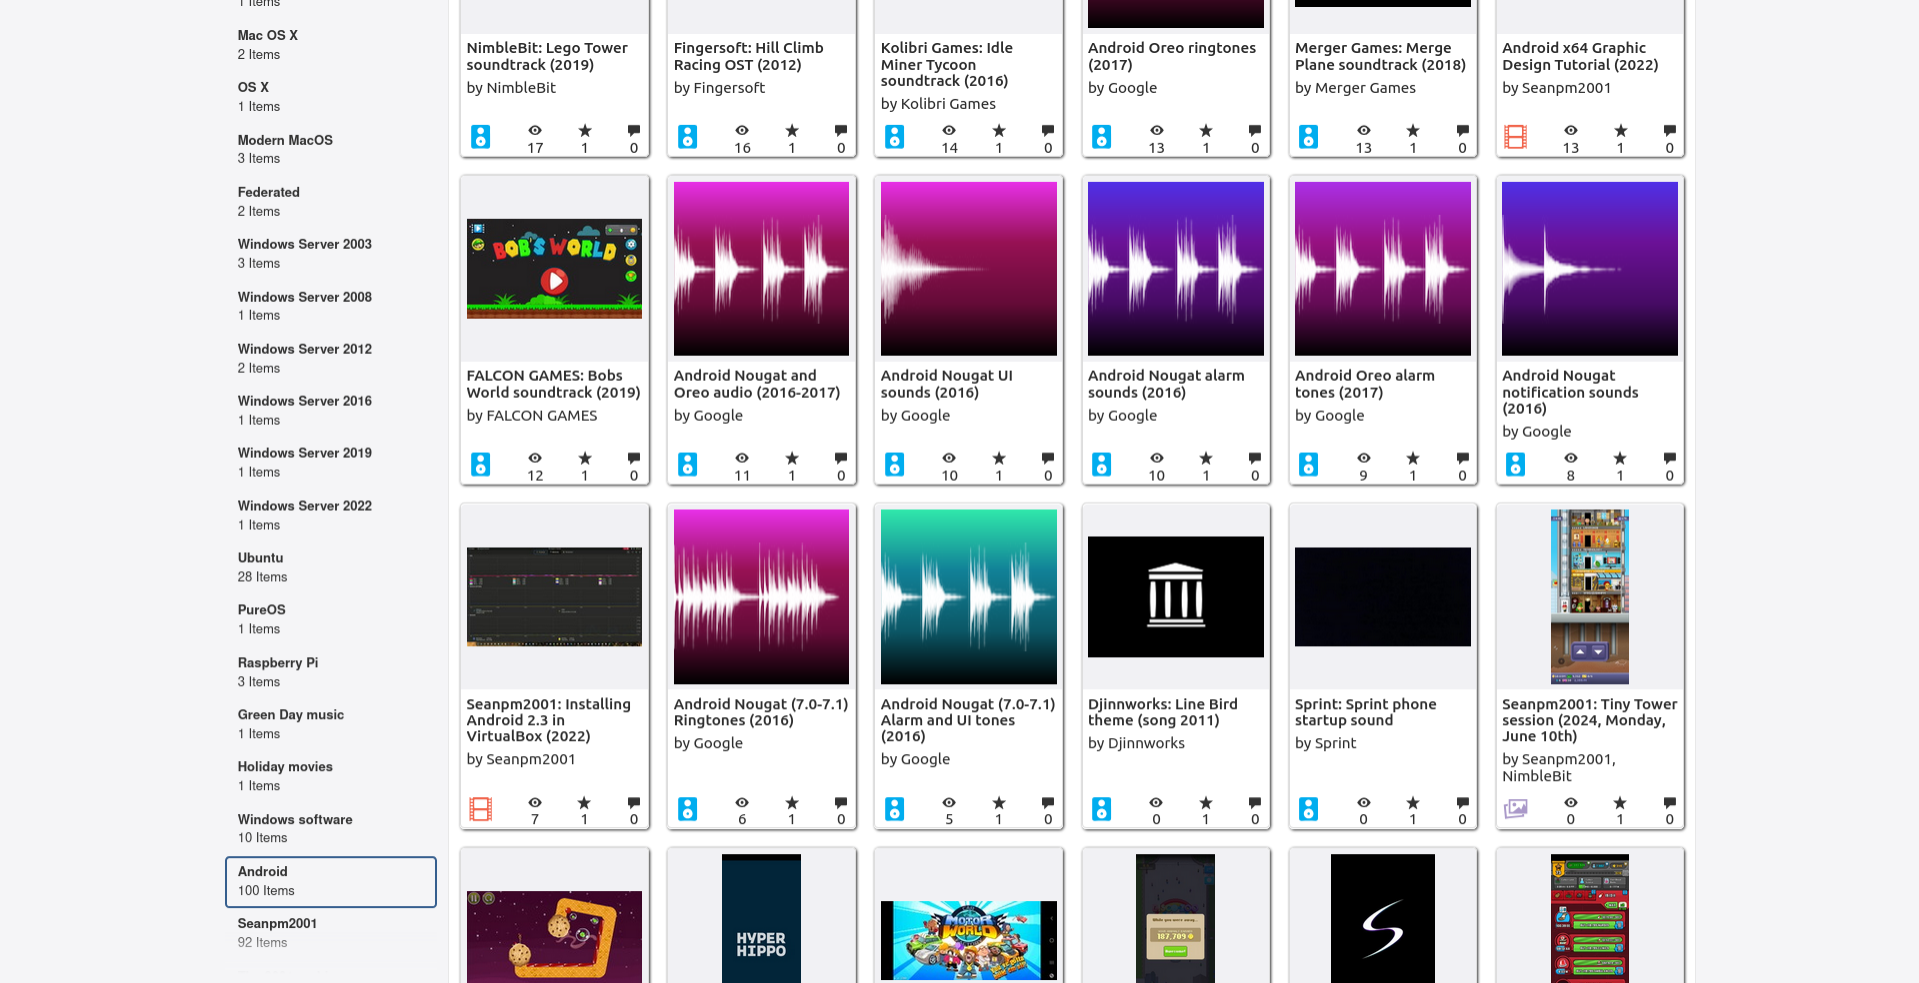 1 Items
Mac OS X
2 Items
OS X
1 Items
Modern MacOS
3 Items
Federated
2 Items
Windows Server 2003
3 Items
Windows Server 2008
1 Items
Windows Server 2012
2 Items
Windows Server 2016
1 Items
Windows Server 2019
1 Items
Windows Server 2022
1 Items
Ubuntu
28 Items
PureOS
1 Items
Raspberry Pi
3 Items
Green Day music
1 Items
Holiday movies
1 Items
Windows software
10 Items
Android
100 Items
Seanpm2001
92 Items
NimbleBit: Lego Tower
soundtrack (2019)
by NimbleBit
17 1 0
Fingersoft: Hill Climb
Racing OST (2012)
by Fingersoft
16 1 0
Kolibri Games: Idle
Miner Tycoon
soundtrack (2016)
by Kolibri Games
14 1 0
Android Oreo ringtones
(2017)
by Google
13 1 0
Merger Games: Merge
Plane soundtrack (2018)
by Merger Games
13 1 0
Android x64 Graphic
Design Tutorial (2022)
by Seanpm2001
13 1 0
BOB'S WORLD
FALCON GAMES: Bobs
World soundtrack (2019)
by FALCON GAMES
12 1 0
Android Nougat and
Oreo audio (2016-2017)
by Google
11 1 0
Android Nougat UI
sounds (2016)
by Google
10 1 0
Android Nougat alarm
sounds (2016)
by Google
10 1 0
Android Oreo alarm
tones (2017)
by Google
9 1 0
Android Nougat
notification sounds
(2016)
by Google
8 1 0
Seanpm2001: Installing
Android 2.3 in
VirtualBox (2022)
by Seanpm2001
7 1 0
Android Nougat (7.0-7.1)
Ringtones (2016)
by Google
6 1 0
Android Nougat (7.0-7.1)
Alarm and UI tones
(2016)
by Google
5 1 0
Djinnworks: Line Bird
theme (song 2011)
by Djinnworks
0 1 0
Sprint: Sprint phone
startup sound
by Sprint
0 1 0
Seanpm2001: Tiny Tower
session (2024, Monday,
June 10th)
by Seanpm2001,
NimbleBit
0 1 0
HYPER
HIPPO
WORLD
187,709